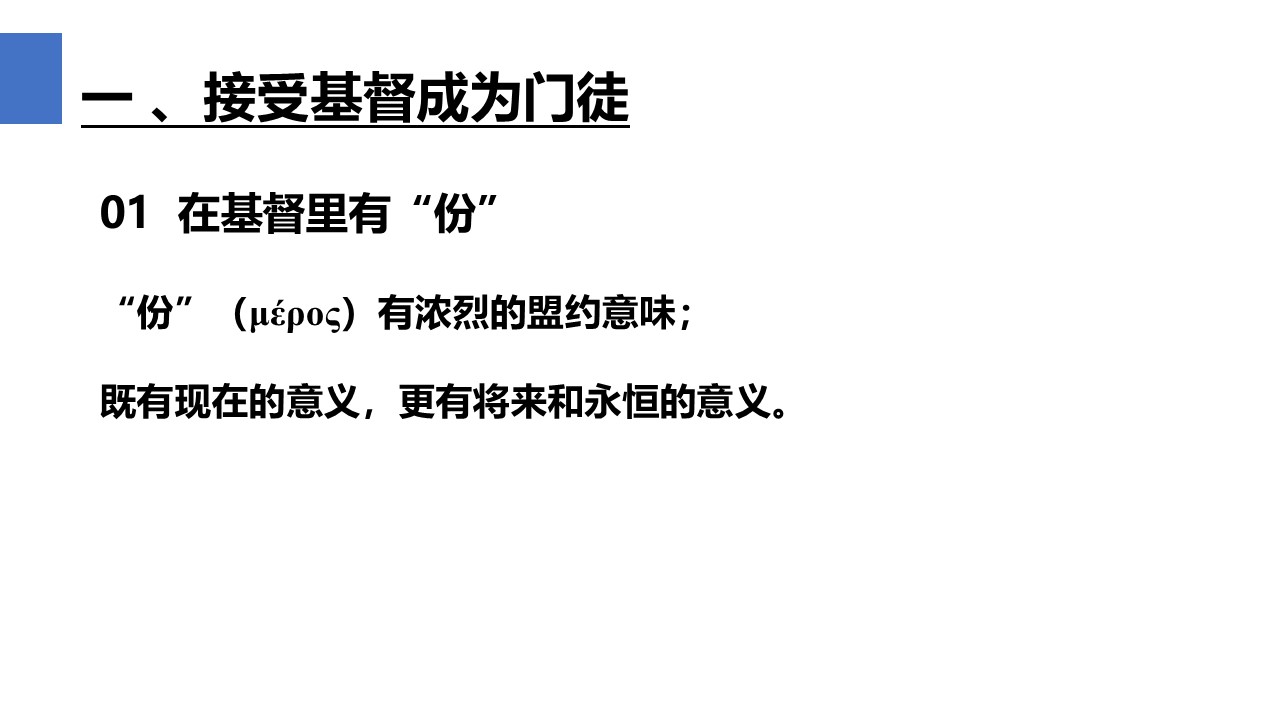 一 、接受基督成为门徒
01 在基督里有“份”
“份”（μέρος）有浓烈的盟约意味；
既有现在的意义，更有将来和永恒的意义。